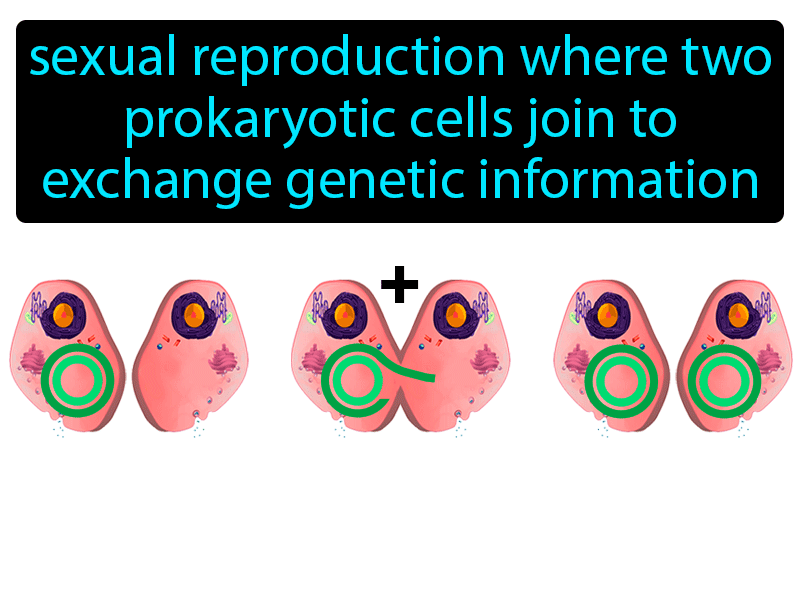 sexual reproduction where two
prokaryotic cells join to
exchange genetic information
+